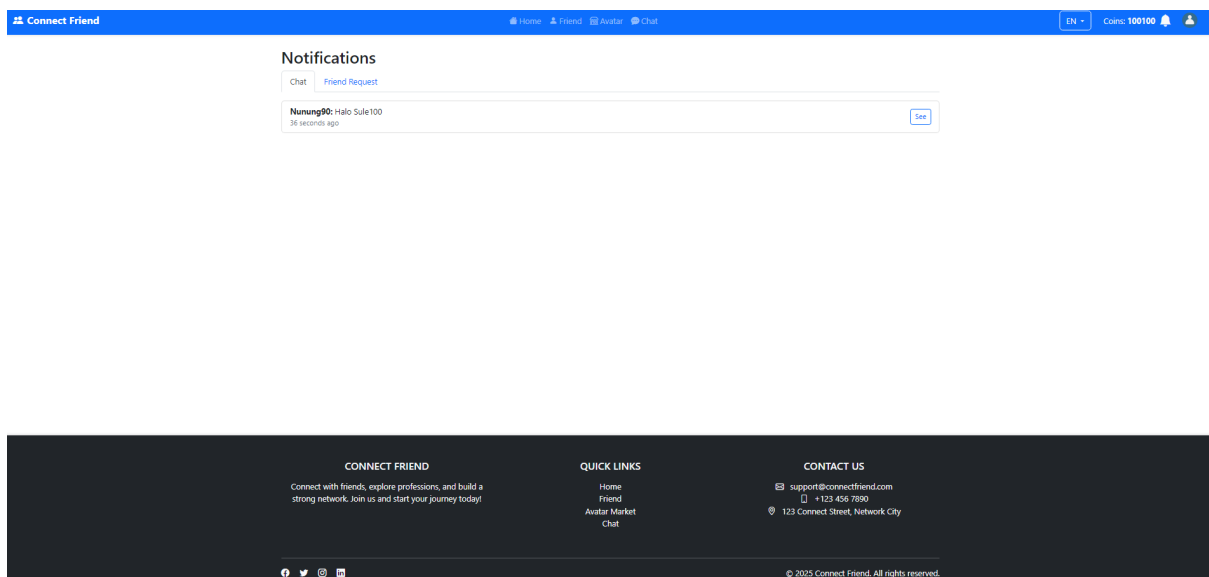 Connect Friend
Home Friend Avatar Chat
EN
Coins: 100100
Notifications
Chat Friend Request
Nunung90: Halo Sule100
36 seconds ago
See
CONNECT FRIEND
Connect with friends, explore professions, and build a
strong network. Join us and start your journey today!
QUICK LINKS
Home
Friend
Avatar Market
Chat
CONTACT US
support@connectfriend.com
+123 456 7890
123 Connect Street, Network City
© 2025 Connect Friend. All rights reserved.